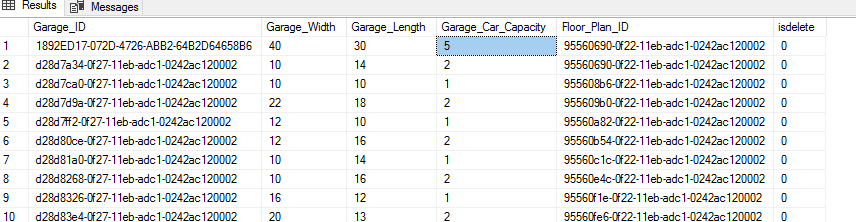 Results Messages
Garage_ID Garage_Width Garage_Length Garage_Car_Capacity Floor_Plan_ID isdelete
1 1892ED17-072D-4726-ABB2-64B2D64658B6 40 30 5 95560690-0f22-11eb-adc1-0242ac120002 0
2 d28d7a34-0f27-11eb-adc1-0242ac120002 10 14 2 95560690-0f22-11eb-adc1-0242ac120002 0
3 d28d7ca0-0f27-11eb-adc1-0242ac120002 10 10 1 955608b6-0f22-11eb-adc1-0242ac120002 0
4 d28d7d9a-0f27-11eb-adc1-0242ac120002 22 18 2 955609b0-0f22-11eb-adc1-0242ac120002 0
5 d28d7ff2-0f27-11eb-adc1-0242ac120002 12 10 1 95560a82-0f22-11eb-adc1-0242ac120002 0
6 d28d80ce-0f27-11eb-adc1-0242ac120002 12 16 2 95560b54-0f22-11eb-adc1-0242ac120002 0
7 d28d81a0-0f27-11eb-adc1-0242ac120002 10 14 1 95560c1c-0f22-11eb-adc1-0242ac120002 0
8 d28d8268-0f27-11eb-adc1-0242ac120002 10 16 2 95560e4c-0f22-11eb-adc1-0242ac120002 0
9 d28d8326-0f27-11eb-adc1-0242ac120002 16 12 1 95560f1e-0f22-11eb-adc1-0242ac120002 0
10 d28d83e4-0f27-11eb-adc1-0242ac120002 20 13 2 95560fe6-0f22-11eb-adc1-0242ac120002 0